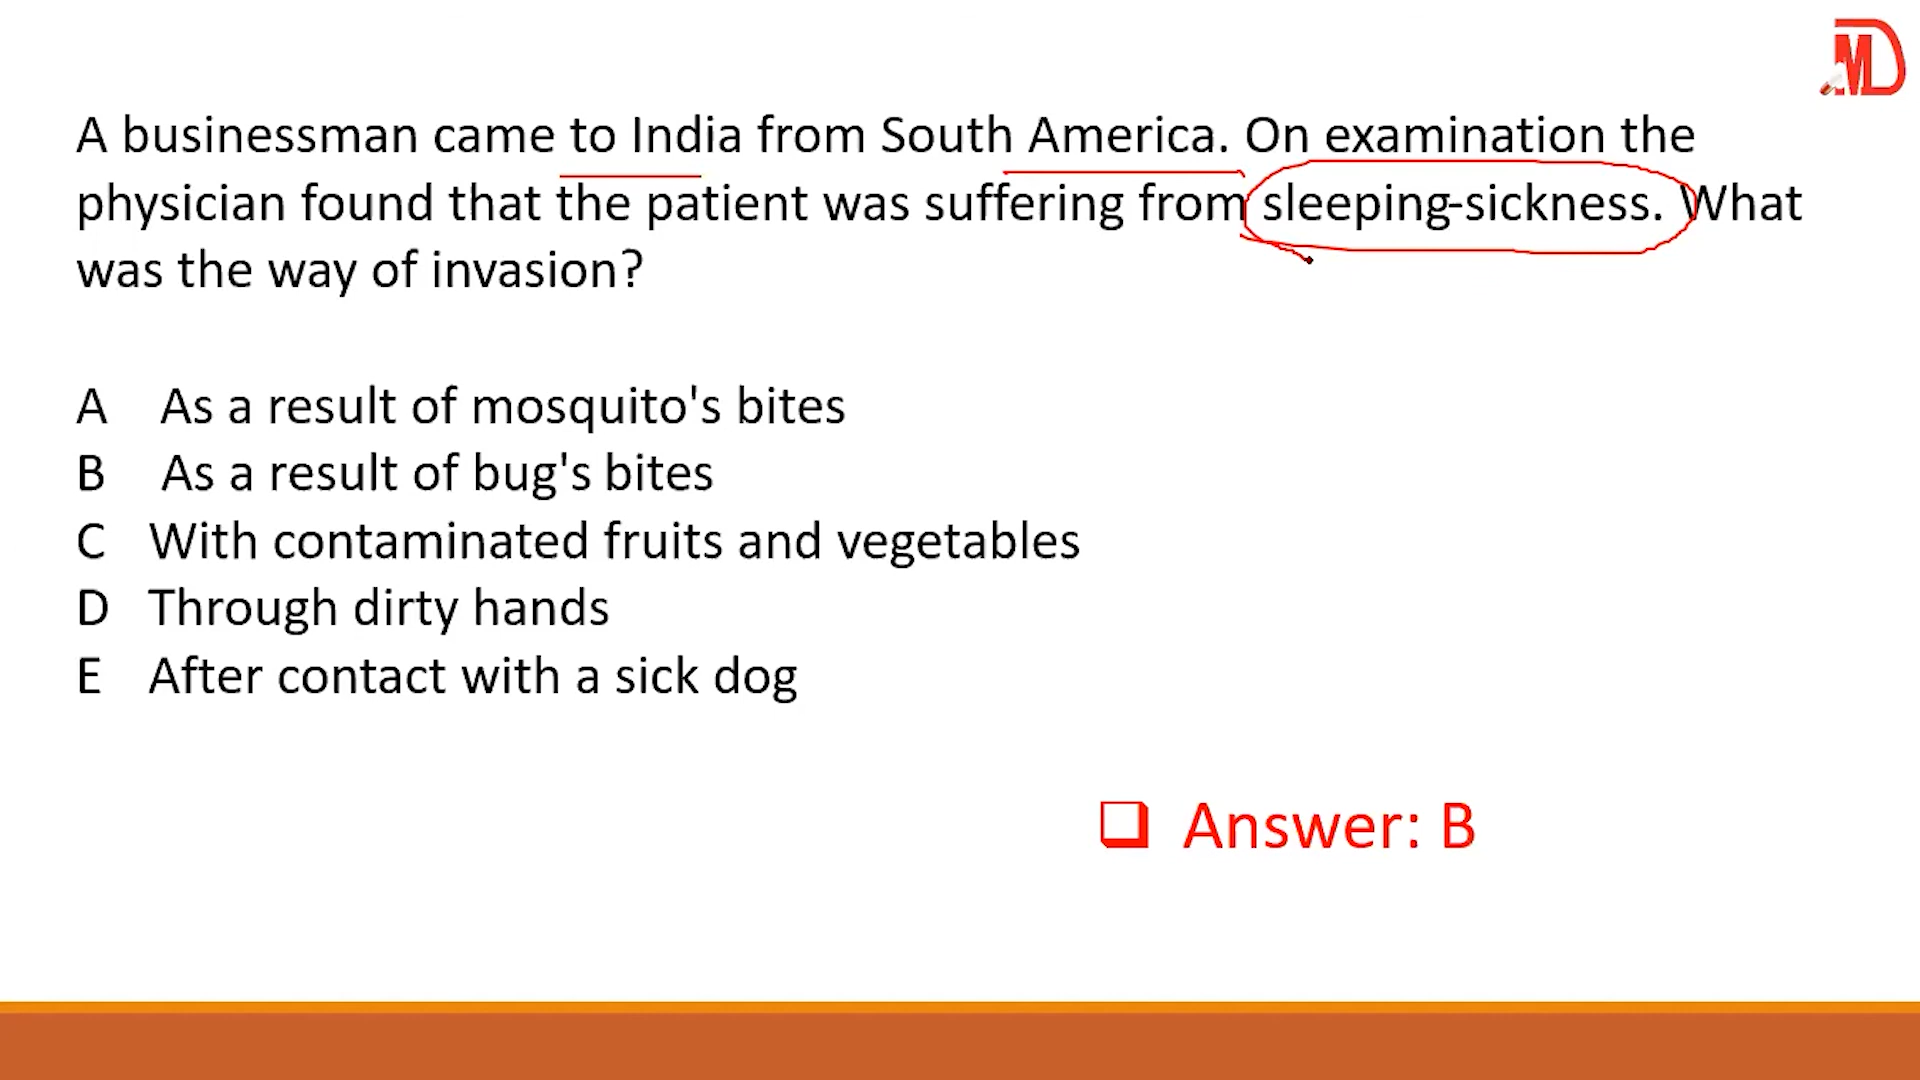 MD
A businessman came to India from South America. On examination the
physician found that the patient was suffering from sleeping-sickness. What
was the way of invasion?
A As a result of mosquito's bites
B As a result of bug's bites
C With contaminated fruits and vegetables
D Through dirty hands
E After contact with a sick dog
❑ Answer: B